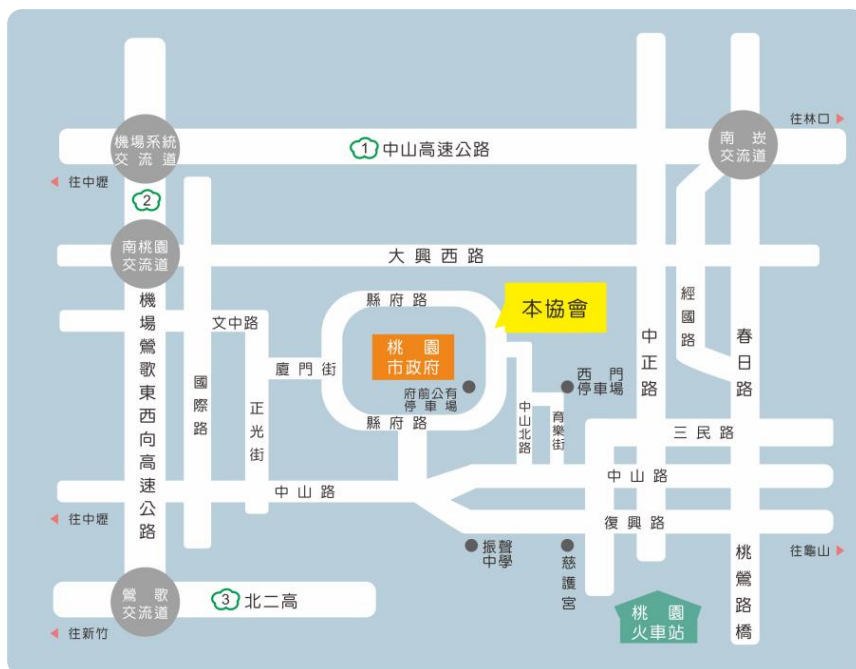 往林口
機場系統
交流道
1
中山高速公路
南崁
交流道
往中壢
2
南桃園
交流道
大興西路
縣府路
本協會
文中路
桃園
市政府
廈門街
府前公有
停車場
西門
停車場
機場鶯歌東西向高速公路
國際路
正光街
中山北路
育樂街
中正路
經國路
春日路
縣府路
三民路
中山路
中山路
復興路
往中壢
振聲
中學
慈護宮
往龜山
桃鶯路橋
鶯歌
交流道
3
北二高
桃園
火車站
往新竹